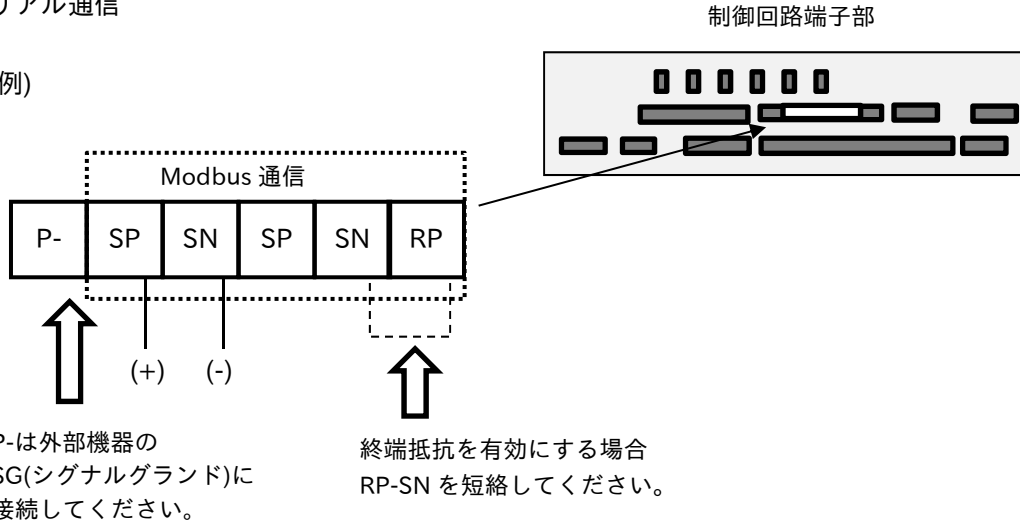 リアル通信
制御回路端子部
例)
Modbus 通信
P- SP SN SP SN RP
(+) (-)
P-は外部機器の
SG(シグナルグランド)に
接続してください。
終端抵抗を有効にする場合
RP-SN を短絡してください。